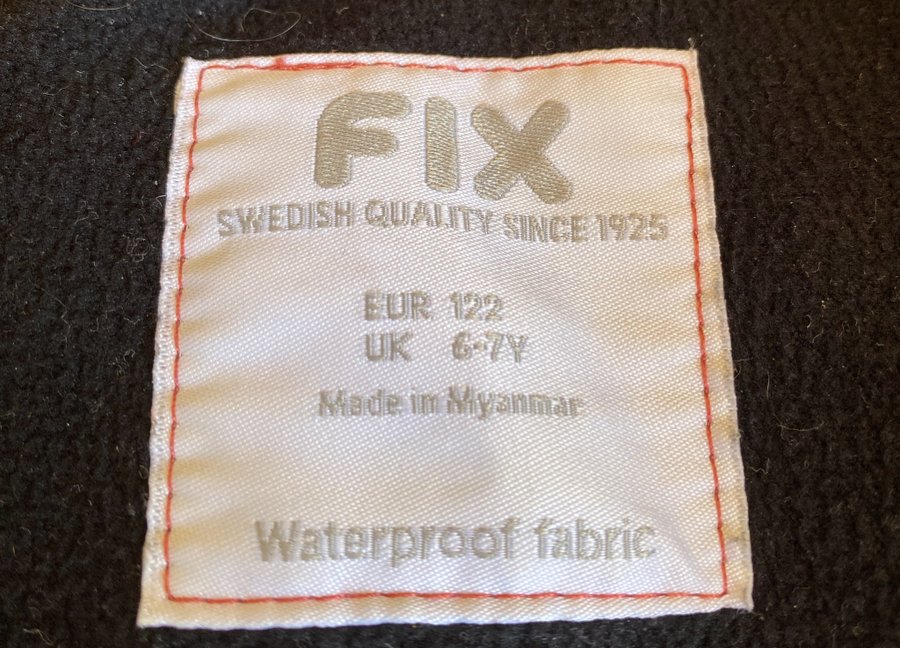 FIX
SWEDISH QUALITY SINCE 1925
EUR 122
UK 6-7Y
Made in Myanmar
Waterproof fabric